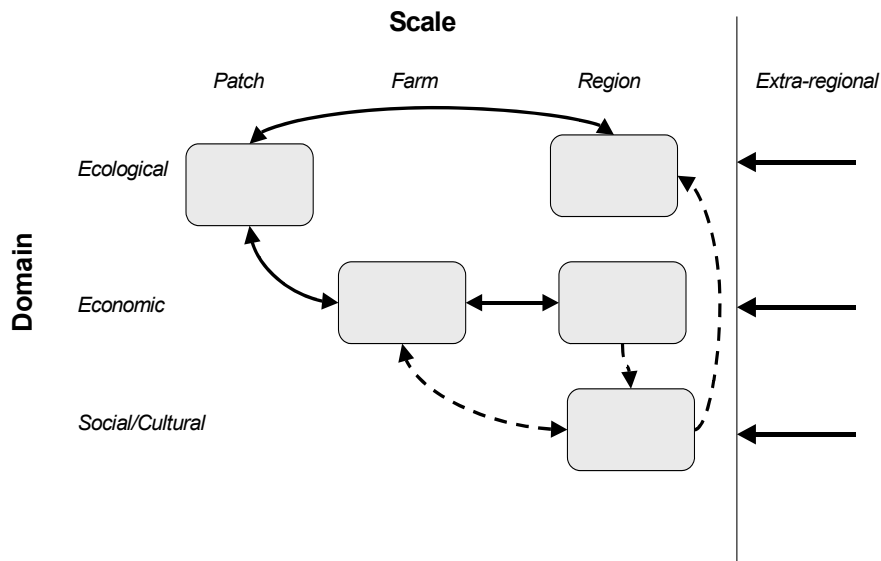 Scale
Patch
Farm
Region
Extra-regional
Ecological
Domain
Economic
Social/Cultural